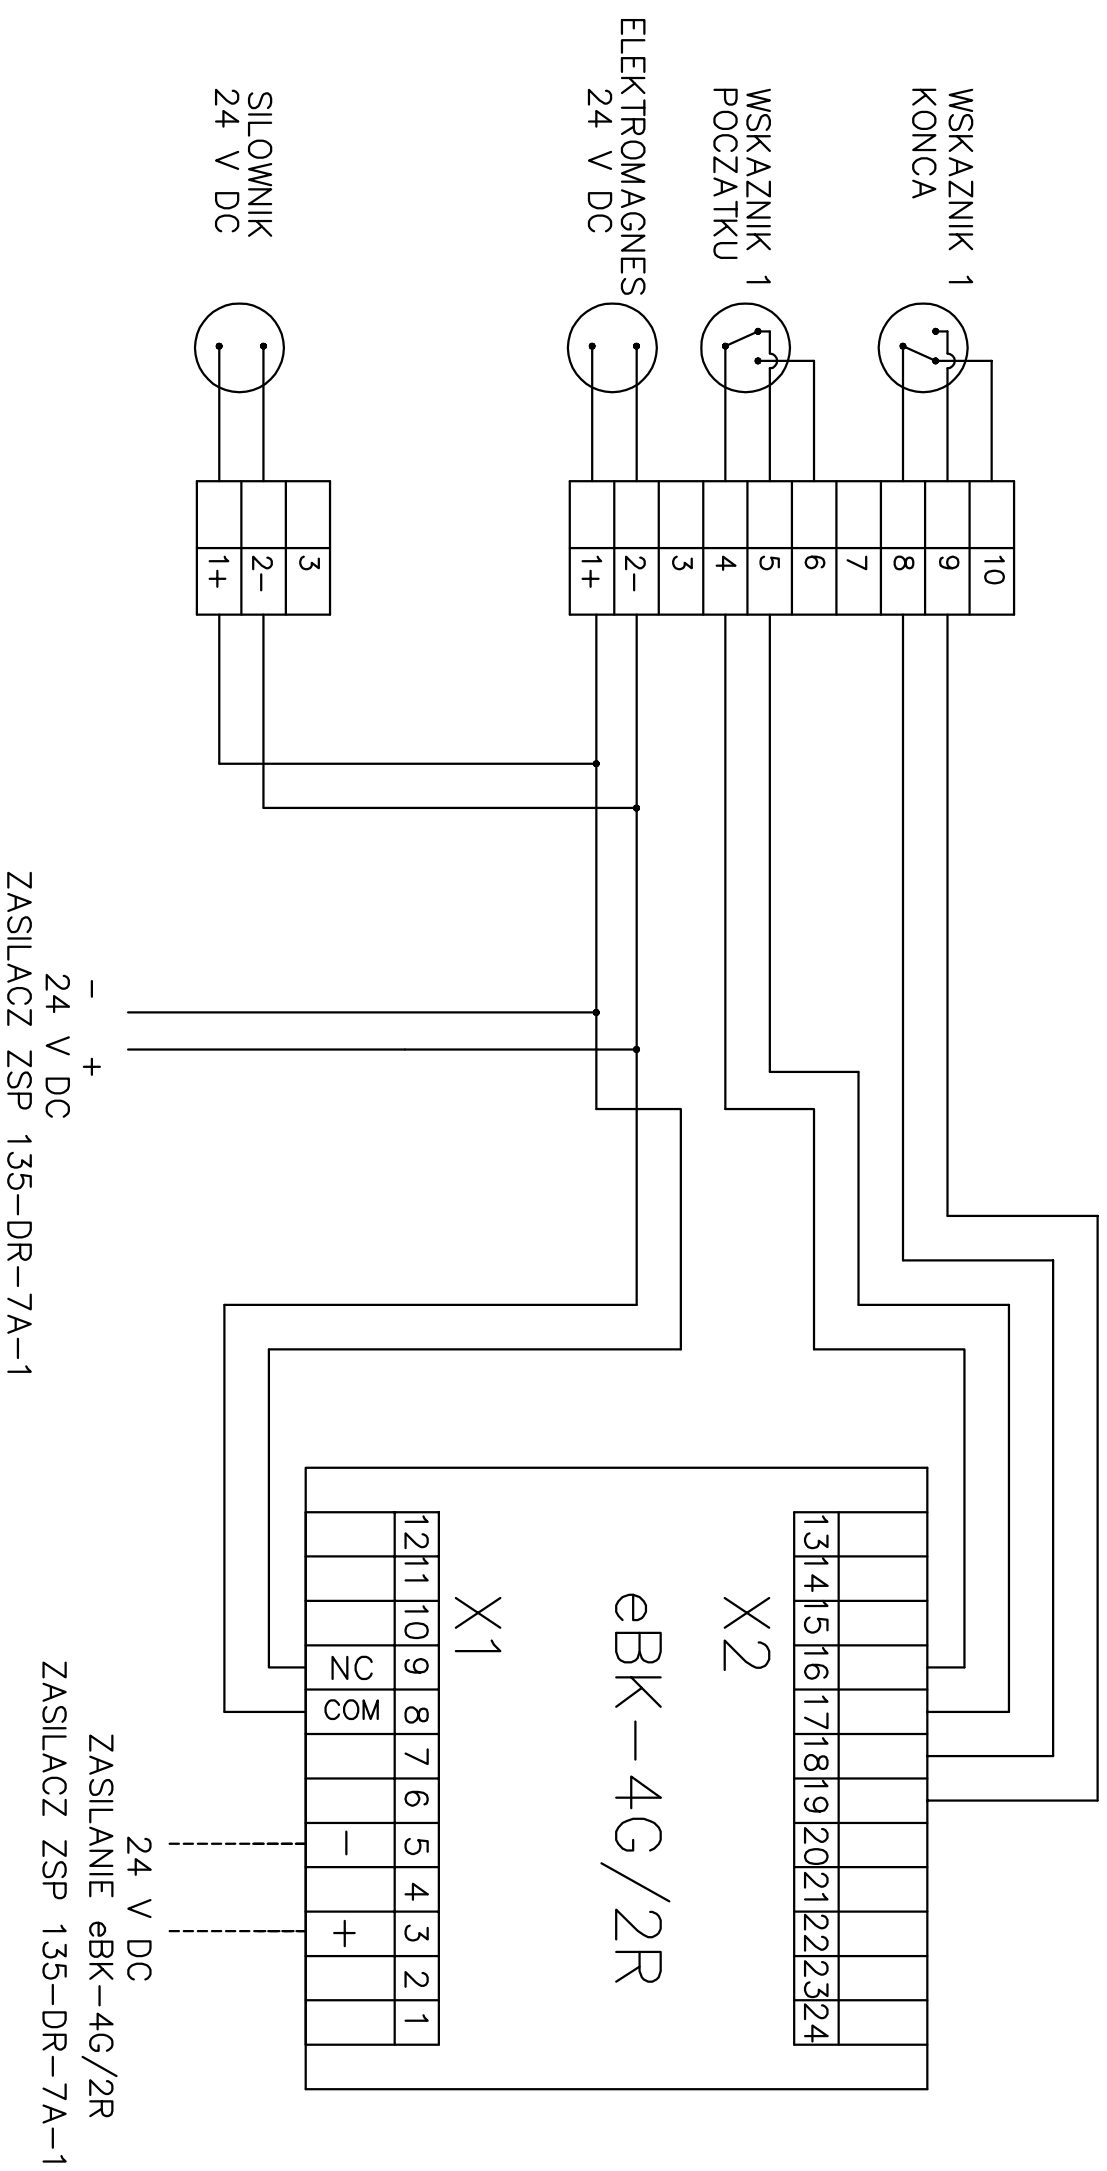 WSKAZNIK 1
KONCA
WSKAZNIK 1
POCZATKU
ELEKTROMAGNES
24 V DC
SILOWNIK
24 V DC
10
9
8
7
6
5
4
3
2-
1+
3
2-
1+
- +
24 V DC
ZASILACZ ZSP 135-DR-7A-1
13 14 15 16 17 18 19 20 21 22 23 24
X2
eBK-4G/2R
X1
12 11 10 9 8 7 6 5 4 3 2 1
NC COM - +
24 V DC
ZASILANIE eBK-4G/2R
ZASILACZ ZSP 135-DR-7A-1